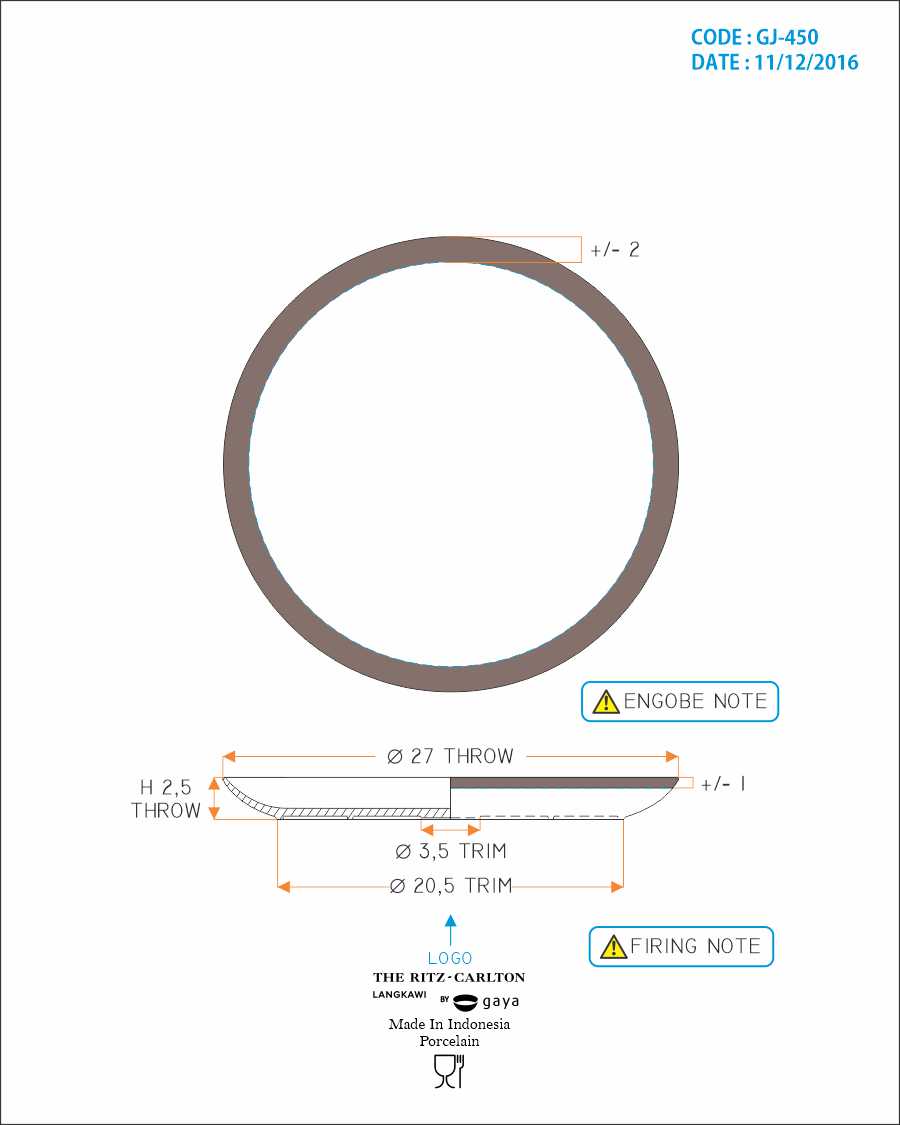 CODE : GJ-450
DATE : 11/12/2016
+/- 2
ENGOBE NOTE
Ø 27 THROW
H 2,5
THROW
+/- 1
Ø 3,5 TRIM
Ø 20,5 TRIM
FIRING NOTE
LOGO
THE RITZ-CARLTON
LANGKAWI BY gaya
Made In Indonesia
Porcelain